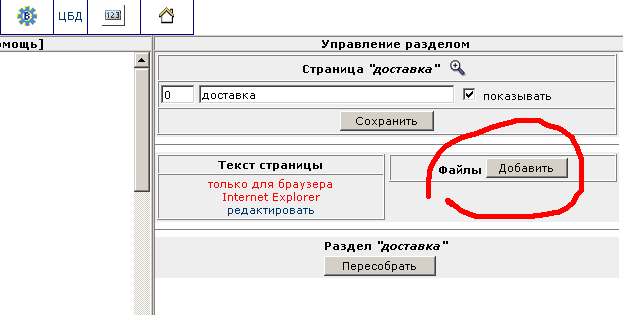 B ЦБД 123
омощь] Управление разделом
Страница "доставка"
0 доставка показывать
Сохранить
Текст страницы
только для браузера
Internet Explorer
редактировать
Файлы Добавить
Раздел "доставка"
Пересобрать